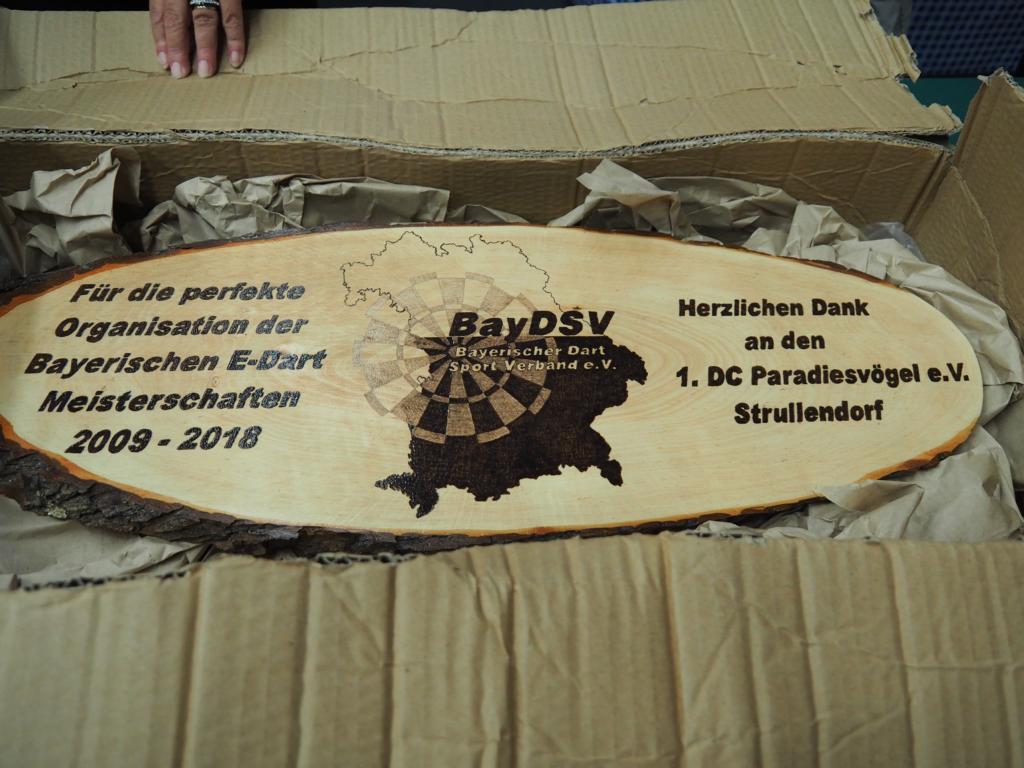 Für die perfekte
Organisation der
Bayerischen E-Dart
Meisterschaften
2009 - 2018
BayDSV
Bayerischer Dart
Sport Verband e.V.
Herzlichen Dank
an den
1. DC Paradiesvögel e.V.
Strullendorf